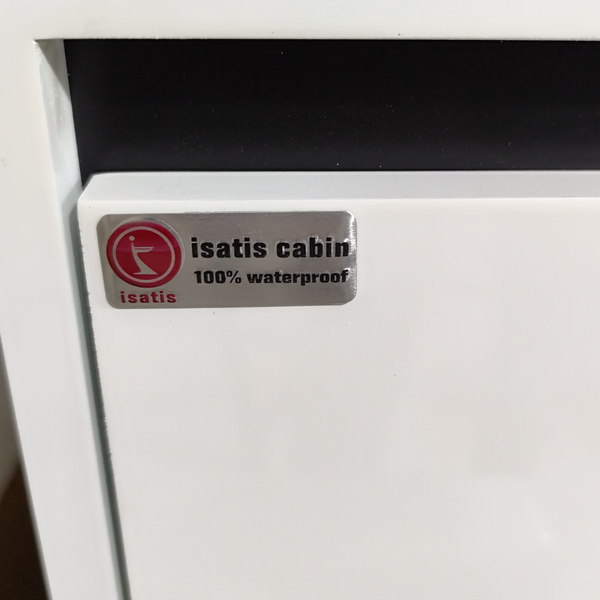 isatis cabin
100% waterproof
isatis